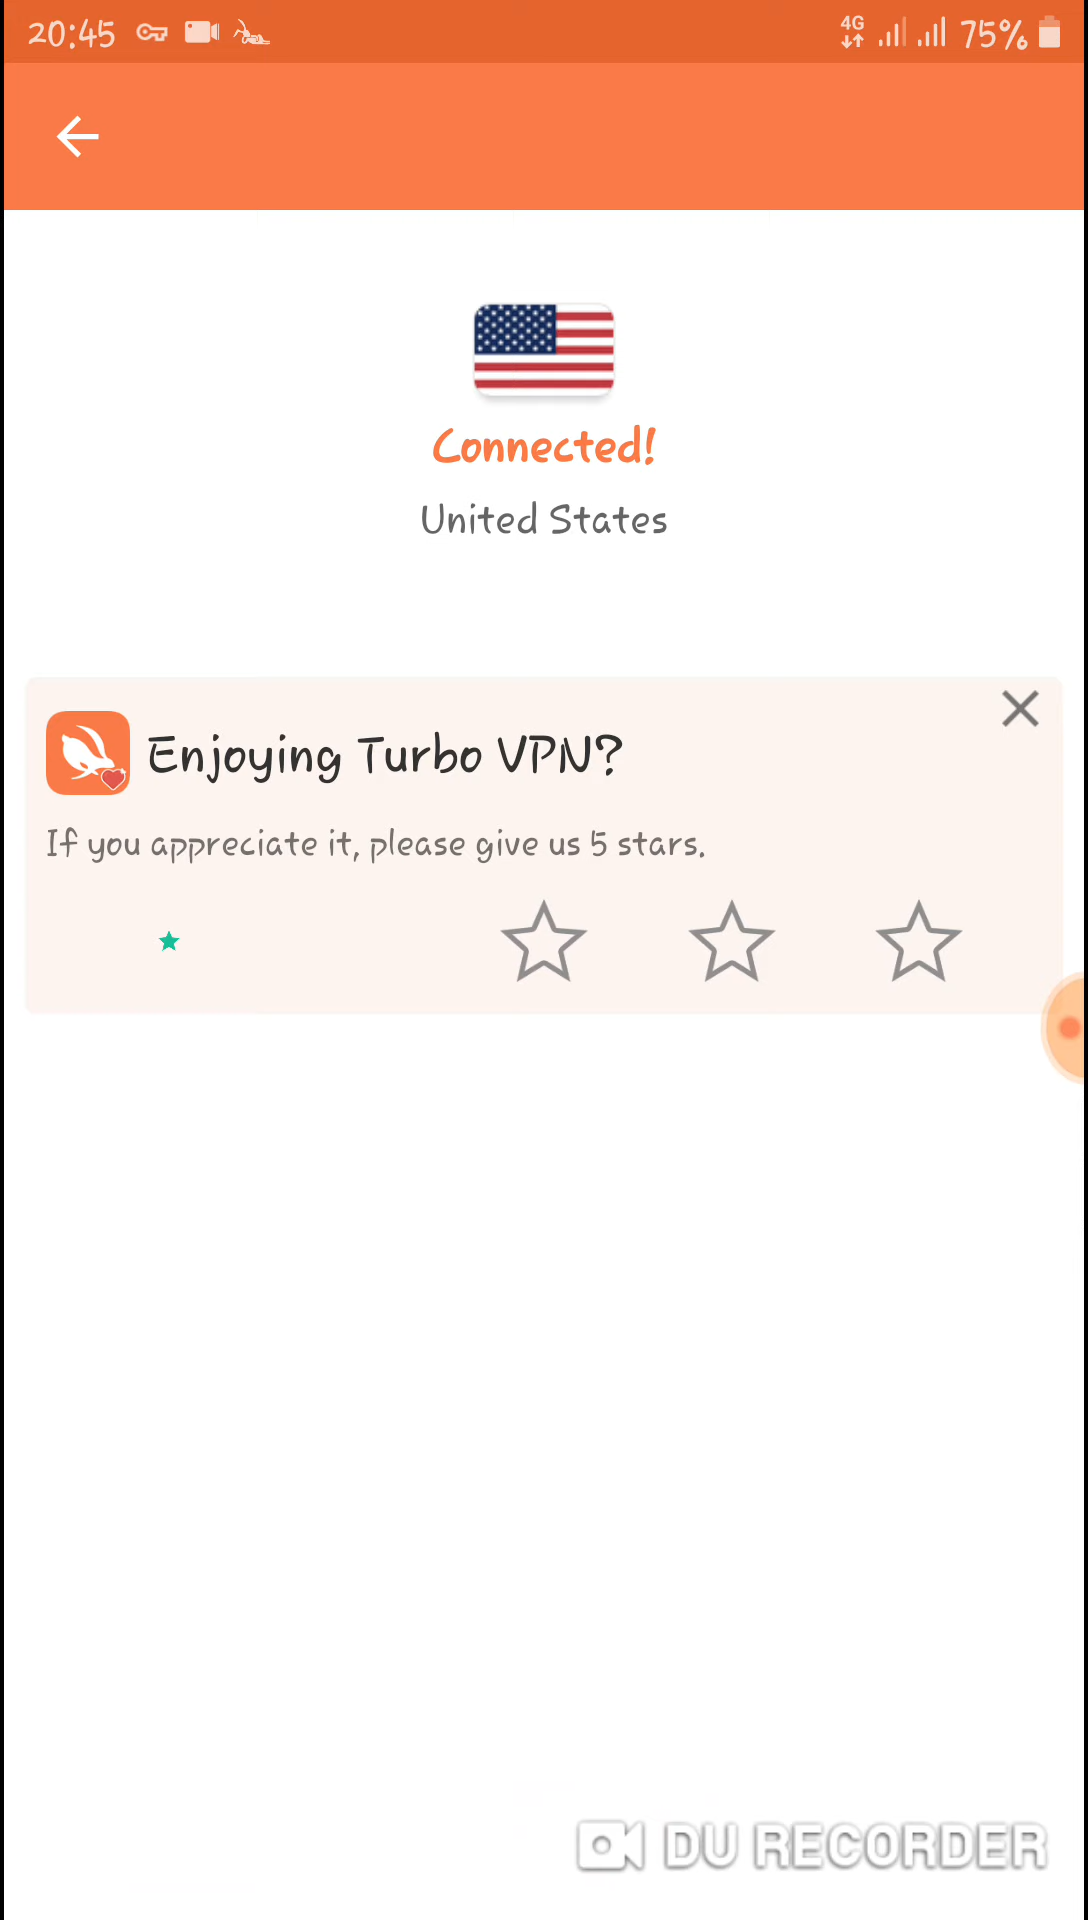 20:45 4G 75%
Connected!
United States
Enjoying Turbo VPN?
If you appreciate it, please give us 5 stars.
DU RECORDER